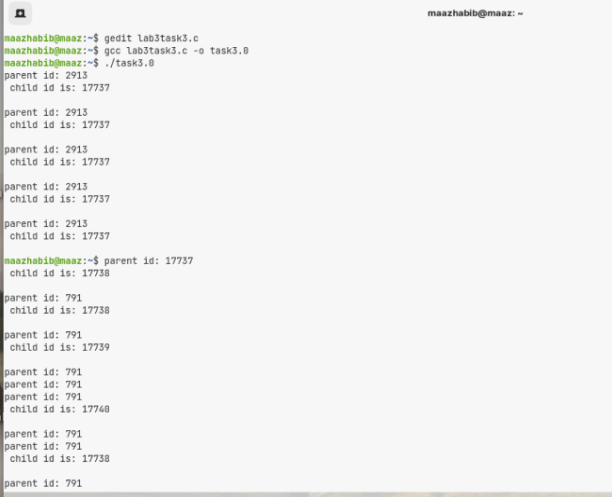 maazhabib@maaz: ~
maazhabib@maaz:~$ gedit lab3task3.c
maazhabib@maaz:~$ gcc lab3task3.c -o task3.0
maazhabib@maaz:~$ ./task3.0
parent id: 2913
child id is: 17737
parent id: 2913
child id is: 17737
parent id: 2913
child id is: 17737
parent id: 2913
child id is: 17737
parent id: 2913
child id is: 17737
maazhabib@maaz:~$ parent id: 17737
child id is: 17738
parent id: 791
child id is: 17738
parent id: 791
child id is: 17739
parent id: 791
parent id: 791
parent id: 791
child id is: 17740
parent id: 791
parent id: 791
child id is: 17738
parent id: 791